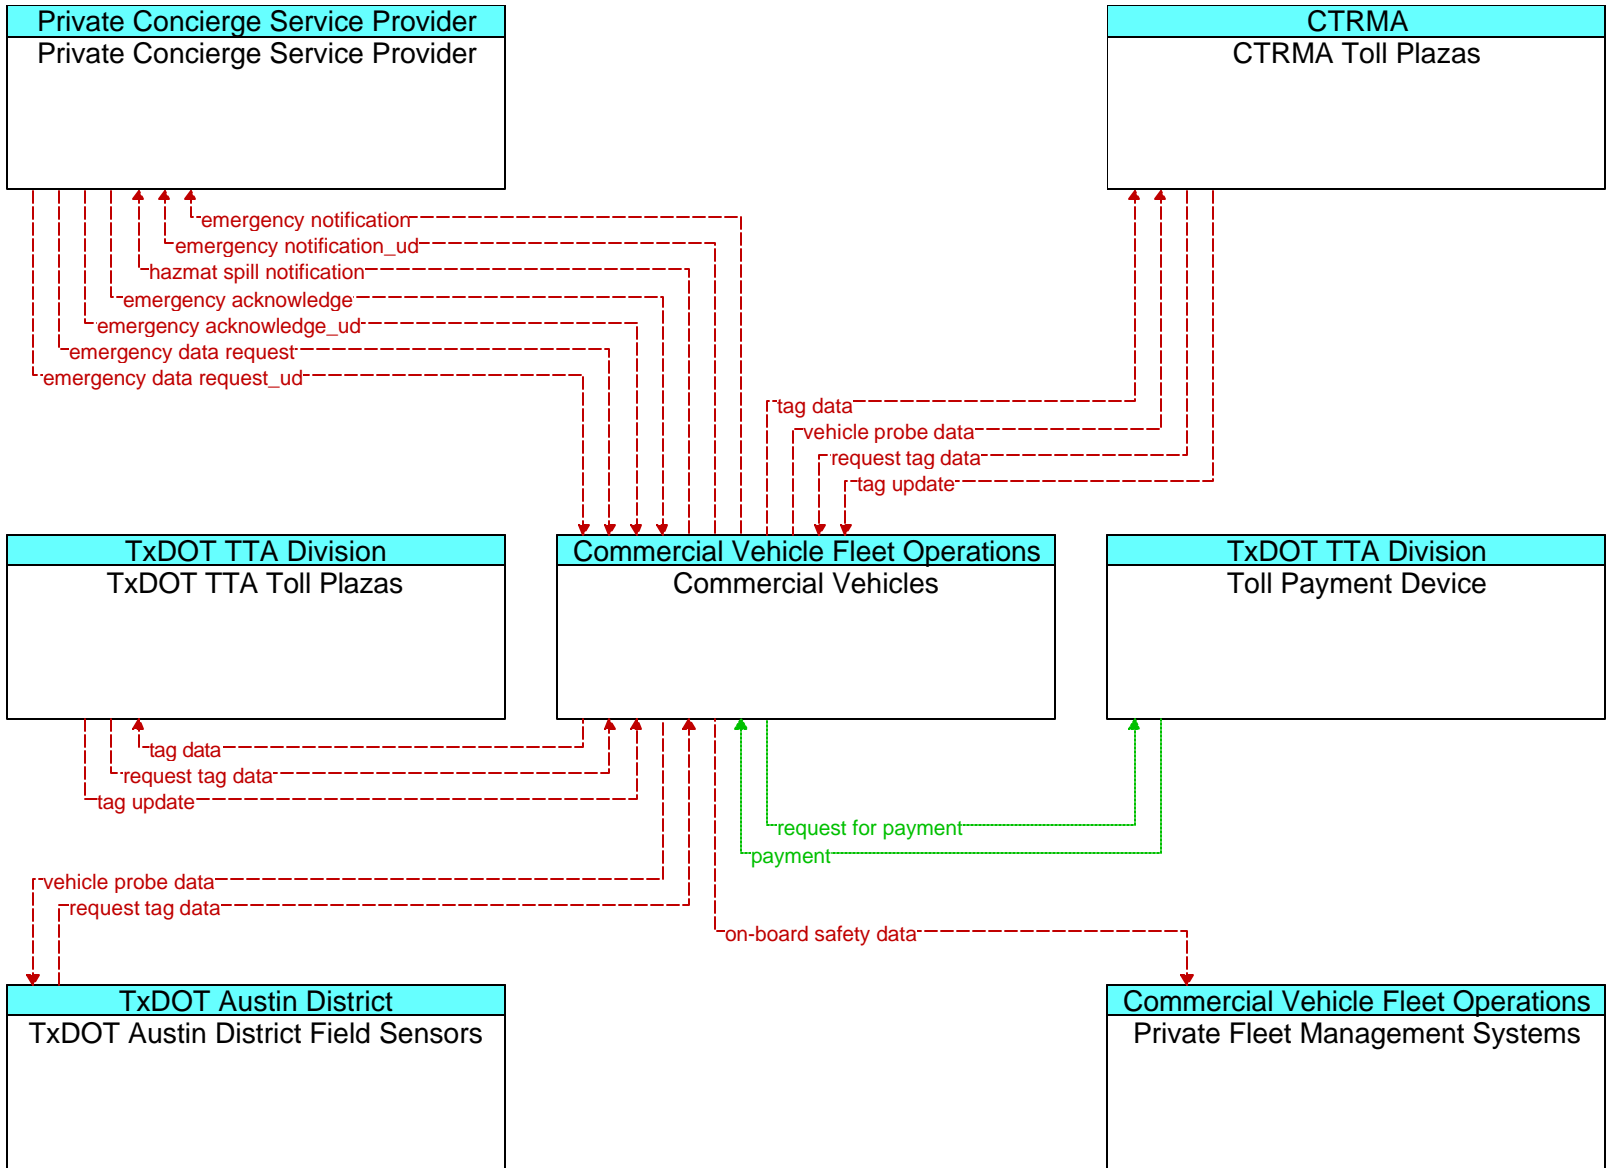 Private Concierge Service Provider
Private Concierge Service Provider
CTRMA
CTRMA Toll Plazas
emergency notification
emergency notification_ud
hazmat spill notification
emergency acknowledge
emergency acknowledge_ud
emergency data request
emergency data request_ud
tag data
vehicle probe data
request tag data
tag update
TxDOT TTA Division
TxDOT TTA Toll Plazas
Commercial Vehicle Fleet Operations
Commercial Vehicles
TxDOT TTA Division
Toll Payment Device
tag data
request tag data
tag update
request for payment
payment
vehicle probe data
request tag data
on-board safety data
TxDOT Austin District
TxDOT Austin District Field Sensors
Commercial Vehicle Fleet Operations
Private Fleet Management Systems